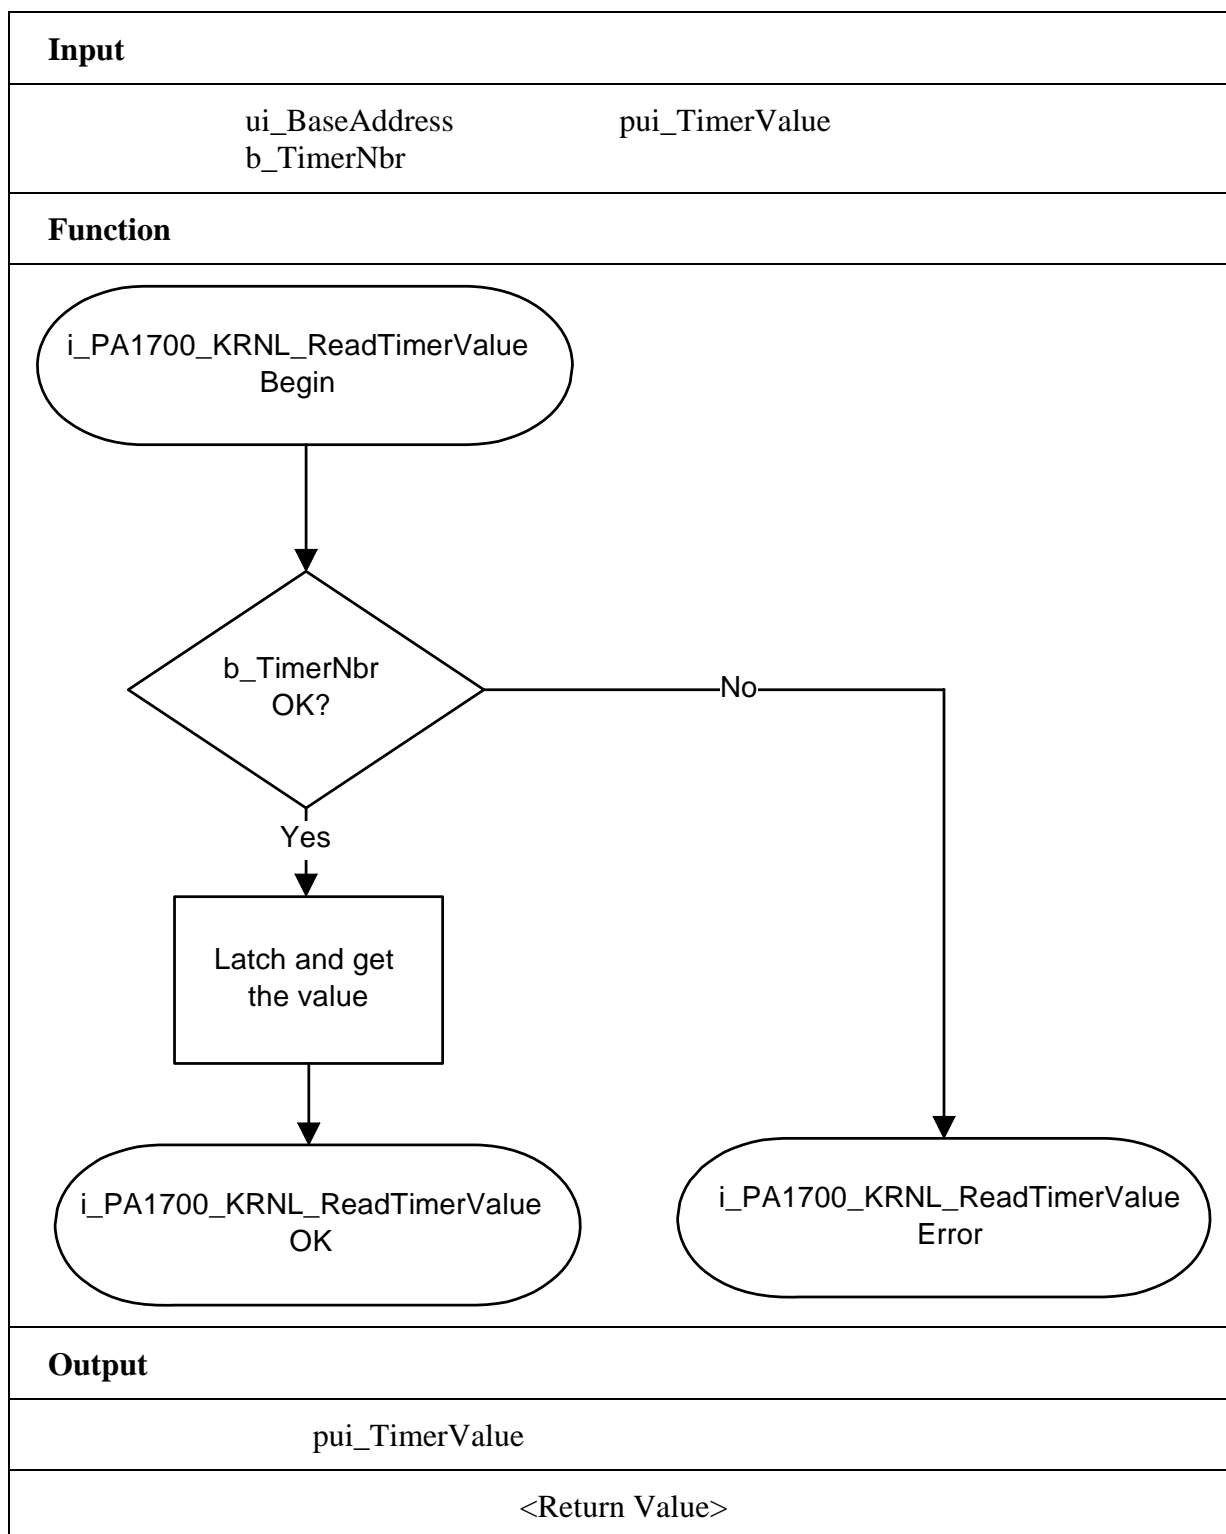 Input
ui_BaseAddress pui_TimerValue
b_TimerNbr
Function
i_PA1700_KRNL_ReadTimerValue
Begin
b_TimerNbr
OK?
No
Yes
Latch and get
the value
i_PA1700_KRNL_ReadTimerValue
OK
i_PA1700_KRNL_ReadTimerValue
Error
Output
pui_TimerValue
<Return Value>